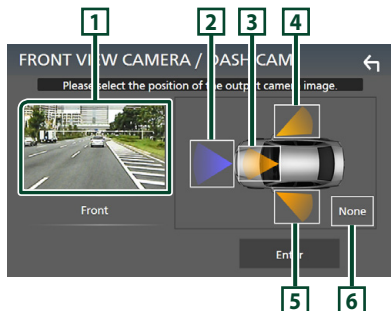 1 2 3 4
FRONT VIEW CAMERA / DASH CAM
Please select the position of the output camera image.
Front
None
Enter
5 6